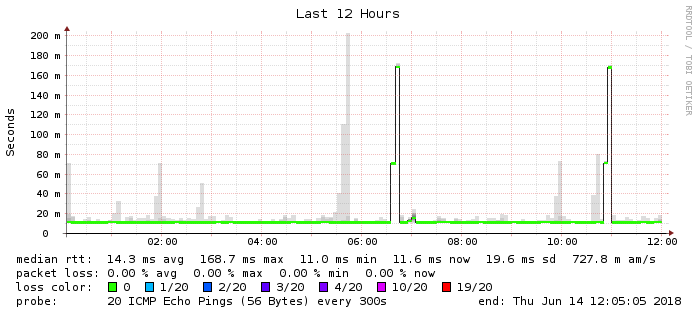 Last 12 Hours
RRDTOOL / TOBI OETIKER
Seconds
200 m
180 m
160 m
140 m
120 m
100 m
80 m
60 m
40 m
20 m
0
02:00 04:00 06:00 08:00 10:00 12:00
median rtt: 14.3 ms avg 168.7 ms max 11.0 ms min 11.6 ms now 19.6 ms sd 727.8 m am/s
packet loss: 0.00 % avg 0.00 % max 0.00 % min 0.00 % now
loss color: 0 1/20 2/20 3/20 4/20 10/20 19/20
probe: 20 ICMP Echo Pings (56 Bytes) every 300s end: Thu Jun 14 12:05:05 2018